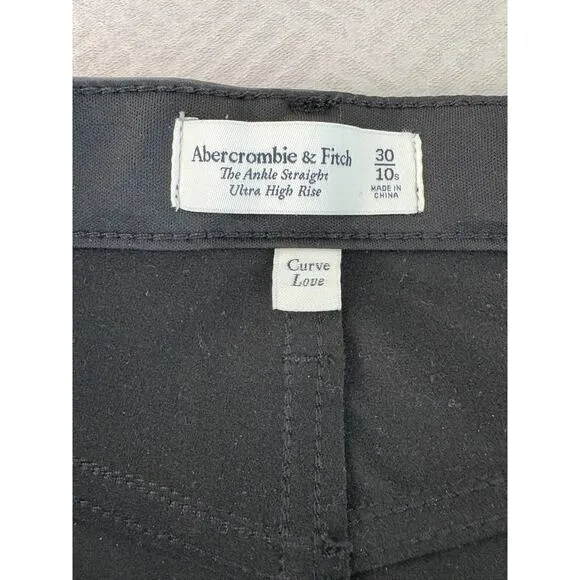 Abercrombie & Fitch
The Ankle Straight
Ultra High Rise
30
10s
MADE IN
CHINA
Curve
Love